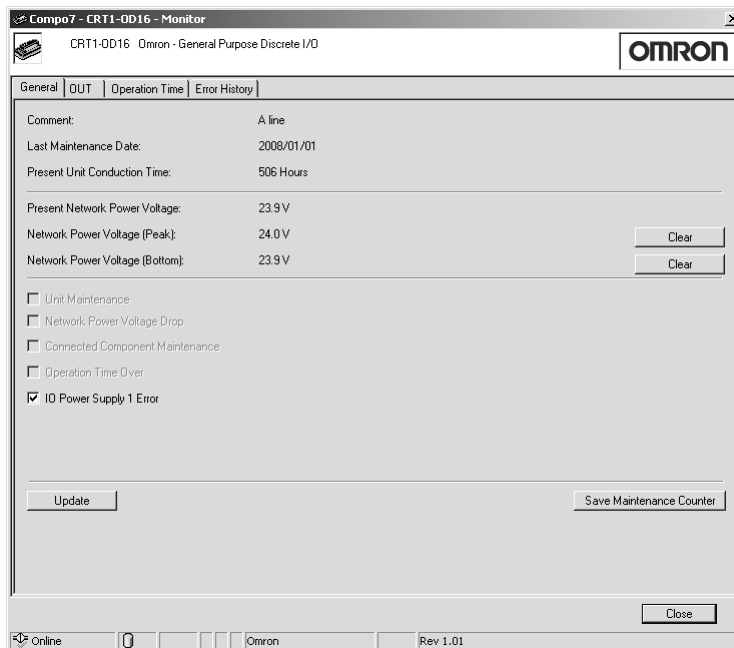 Compo7 - CRT1-OD16 - Monitor
CRT1-OD16 Omron - General Purpose Discrete I/O
OMRON
General OUT Operation Time Error History
Comment: A line
Last Maintenance Date: 2008/01/01
Present Unit Conduction Time: 506 Hours
Present Network Power Voltage: 23.9 V
Network Power Voltage (Peak): 24.0 V Clear
Network Power Voltage (Bottom): 23.9 V Clear
Unit Maintenance
Network Power Voltage Drop
Connected Component Maintenance
Operation Time Over
IO Power Supply 1 Error
Update Save Maintenance Counter
Close
Online Omron Rev 1.01